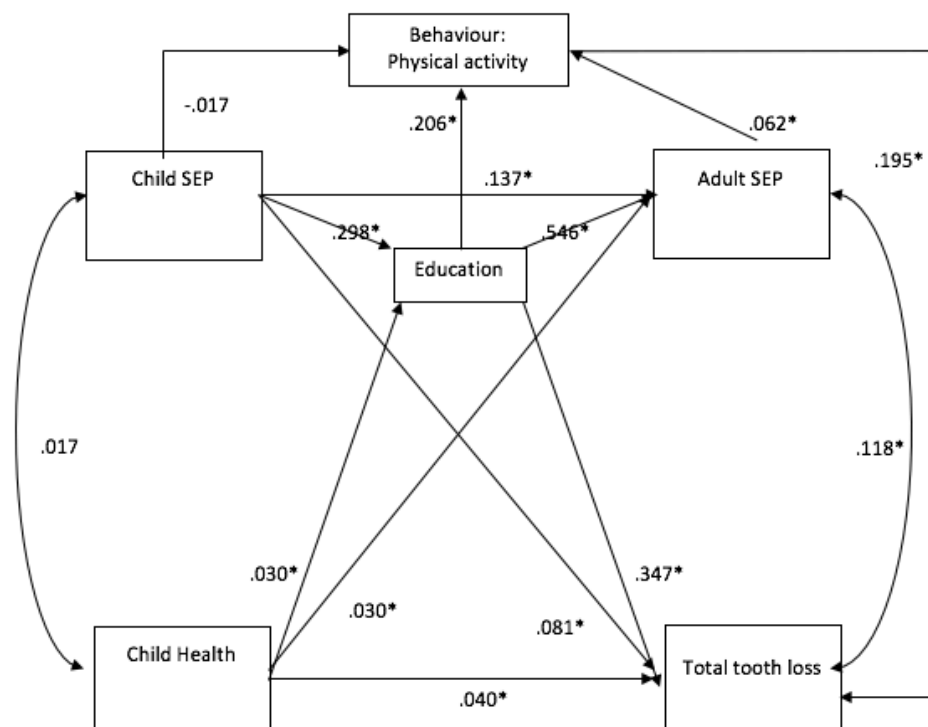 Behaviour:
Physical activity
-.017
.206*
.062*
.195*
Child SEP
.137*
Adult SEP
.298*
.546*
Education
.017
.118*
.030*
.030*
.081*
.347*
Child Health
.040*
Total tooth loss